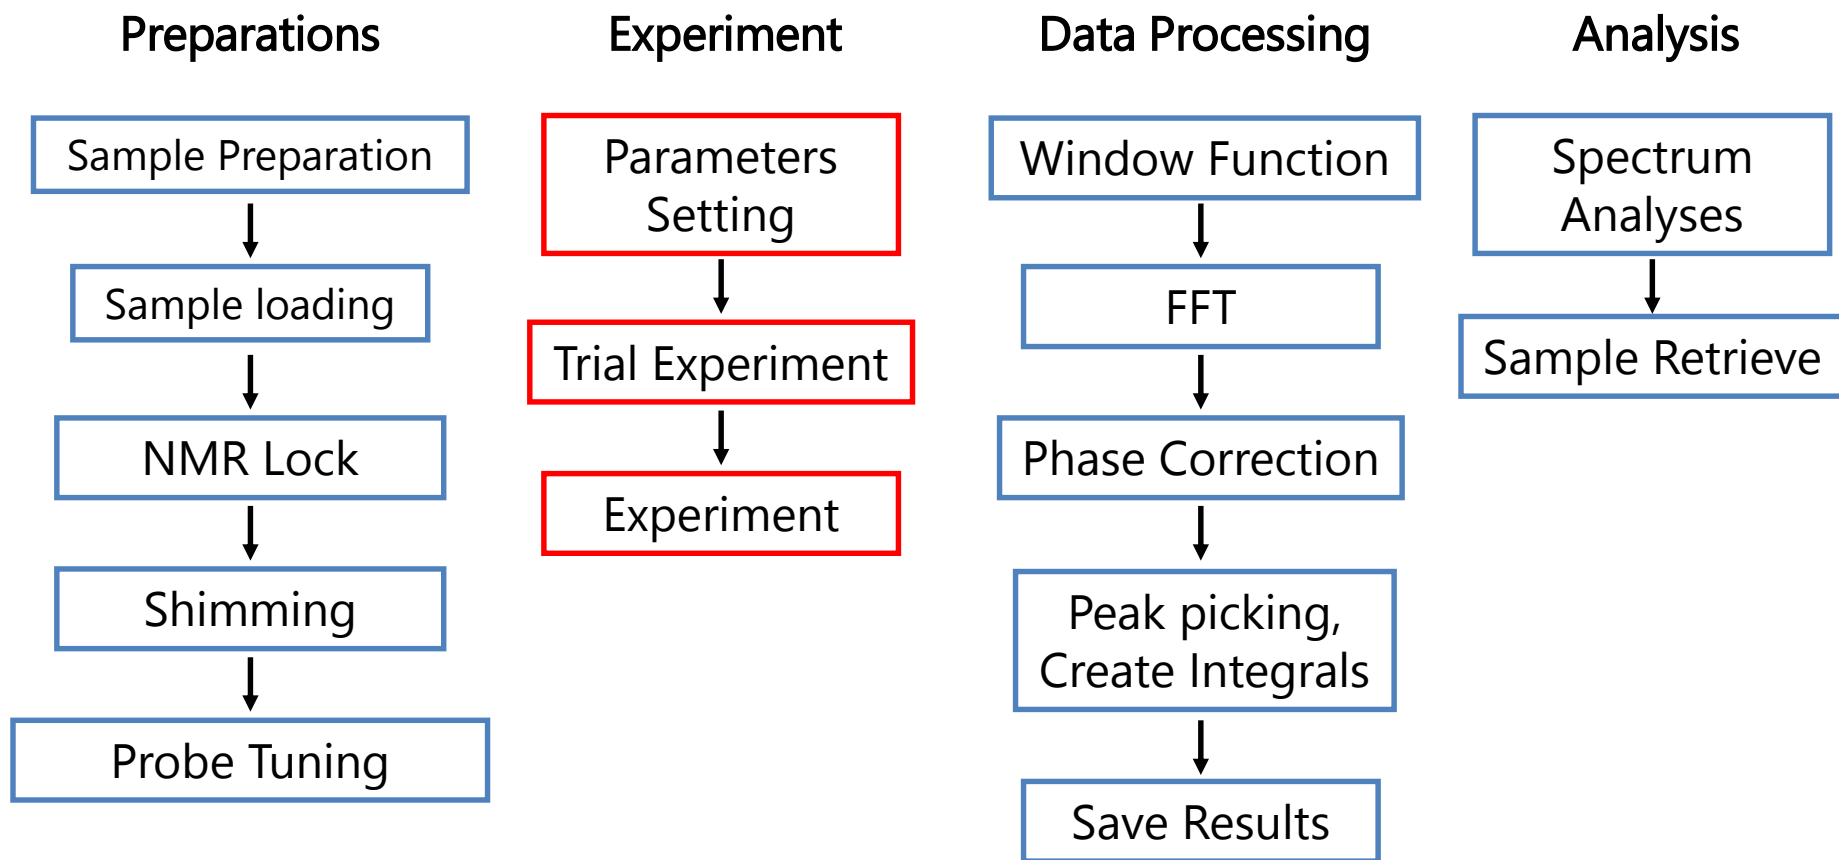 Preparations
Sample Preparation
Sample loading
NMR Lock
Shimming
Probe Tuning
Experiment
Parameters
Setting
Trial Experiment
Experiment
Data Processing
Window Function
FFT
Phase Correction
Peak picking,
Create Integrals
Save Results
Analysis
Spectrum
Analyses
Sample Retrieve